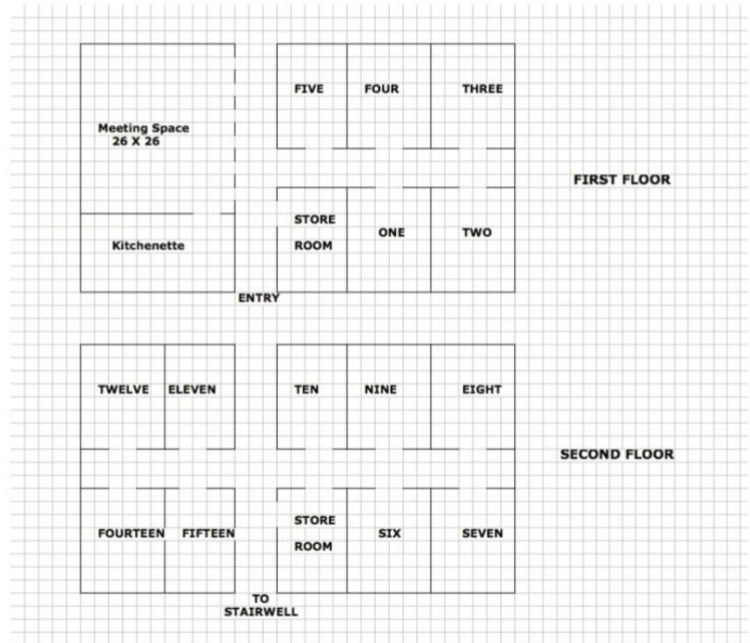 FIVE
FOUR
THREE
Meeting Space
26 X 26
FIRST FLOOR
STORE
ROOM
ONE
TWO
Kitchenette
ENTRY
TWELVE
ELEVEN
TEN
NINE
EIGHT
SECOND FLOOR
FOURTEEN
FIFTEEN
STORE
ROOM
SIX
SEVEN
TO
STAIRWELL